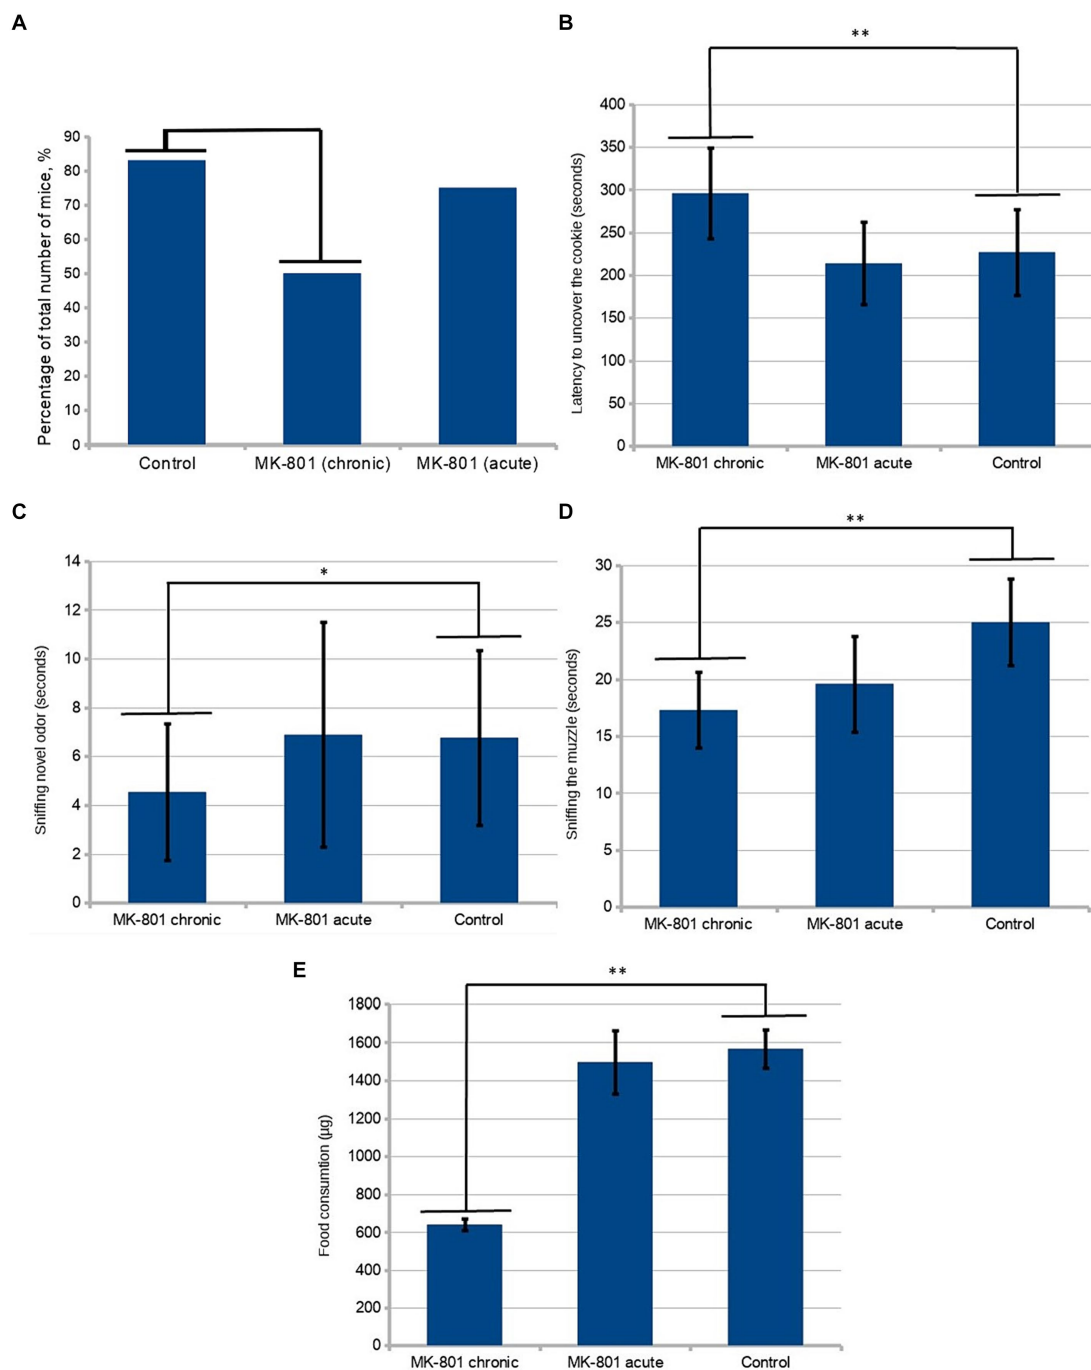 A
Percentage of total number of mice, %
90
80
70
60
50
40
30
20
10
0
Control
MK-801 (chronic)
MK-801 (acute)
B
**
Latency to uncover the cookie (seconds)
400
350
300
250
200
150
100
50
0
MK-801 chronic
MK-801 acute
Control
C
*
Sniffing novel odor (seconds)
14
12
10
8
6
4
2
0
MK-801 chronic
MK-801 acute
Control
D
**
Sniffing the muzzle (seconds)
30
25
20
15
10
5
0
MK-801 chronic
MK-801 acute
Control
E
**
Food consumtion (µg)
1800
1600
1400
1200
1000
800
600
400
200
0
MK-801 chronic
MK-801 acute
Control